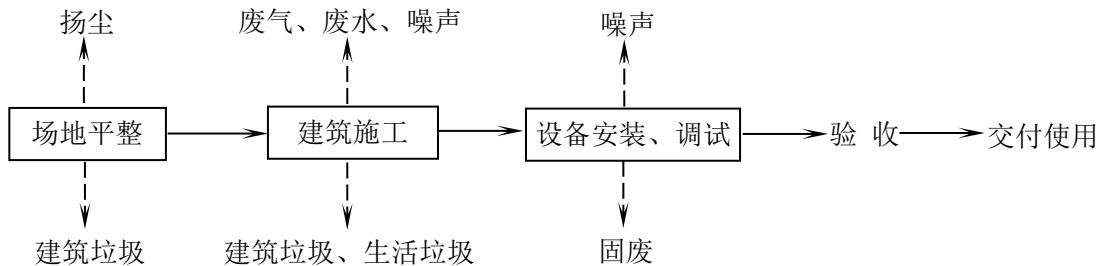 扬尘
废气、废水、噪声
噪声
场地平整
建筑施工
设备安装、调试
验 收
交付使用
建筑垃圾
建筑垃圾、生活垃圾
固废